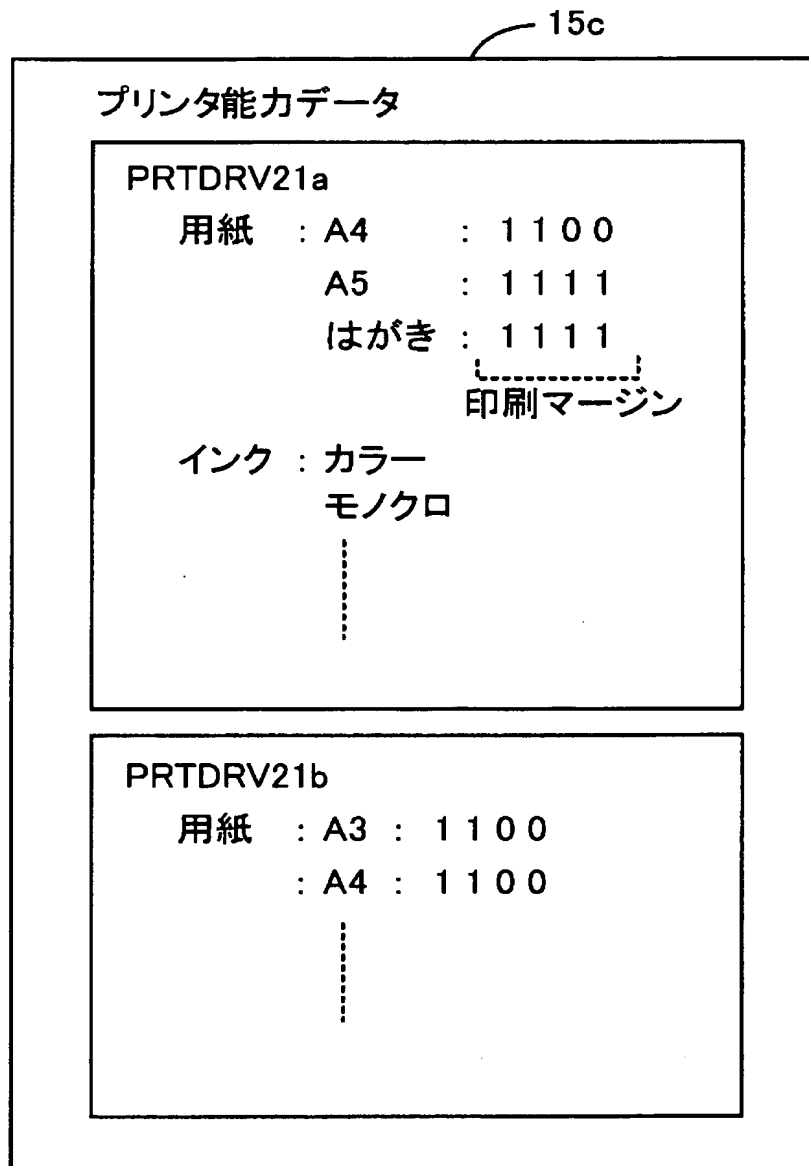 15c
プリンタ能力データ
PRTDRV21a
用紙 : A4 : 1100
A5 : 1111
はがき : 1111
印刷マージン
インク : カラー
モノクロ
PRTDRV21b
用紙 : A3 : 1100
: A4 : 1100